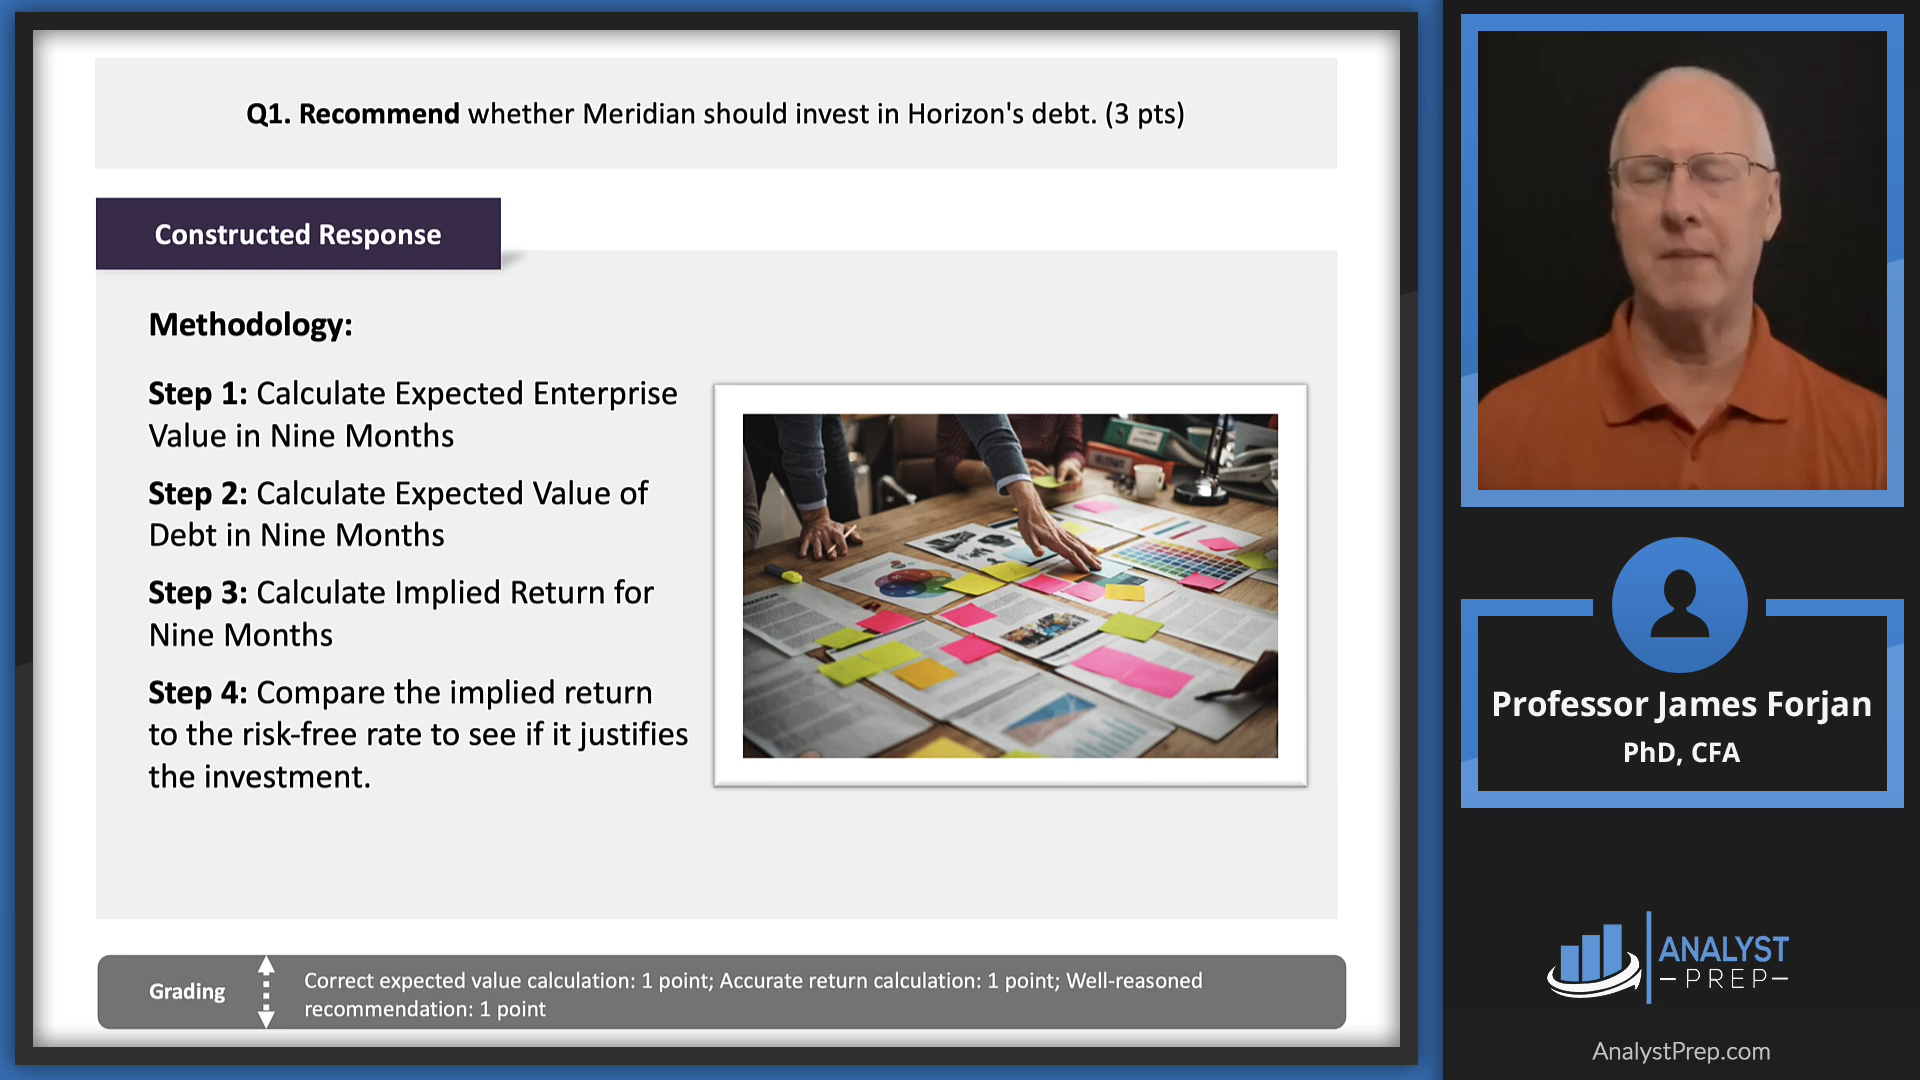 Q1. Recommend whether Meridian should invest in Horizon's debt. (3 pts)
Constructed Response
Methodology:
Step 1: Calculate Expected Enterprise
Value in Nine Months
Step 2: Calculate Expected Value of
Debt in Nine Months
Step 3: Calculate Implied Return for
Nine Months
Step 4: Compare the implied return
to the risk-free rate to see if it justifies
the investment.
Grading
Correct expected value calculation: 1 point; Accurate return calculation: 1 point; Well-reasoned
recommendation: 1 point
Professor James Forjan
PhD, CFA
ANALYST
PREP
AnalystPrep.com